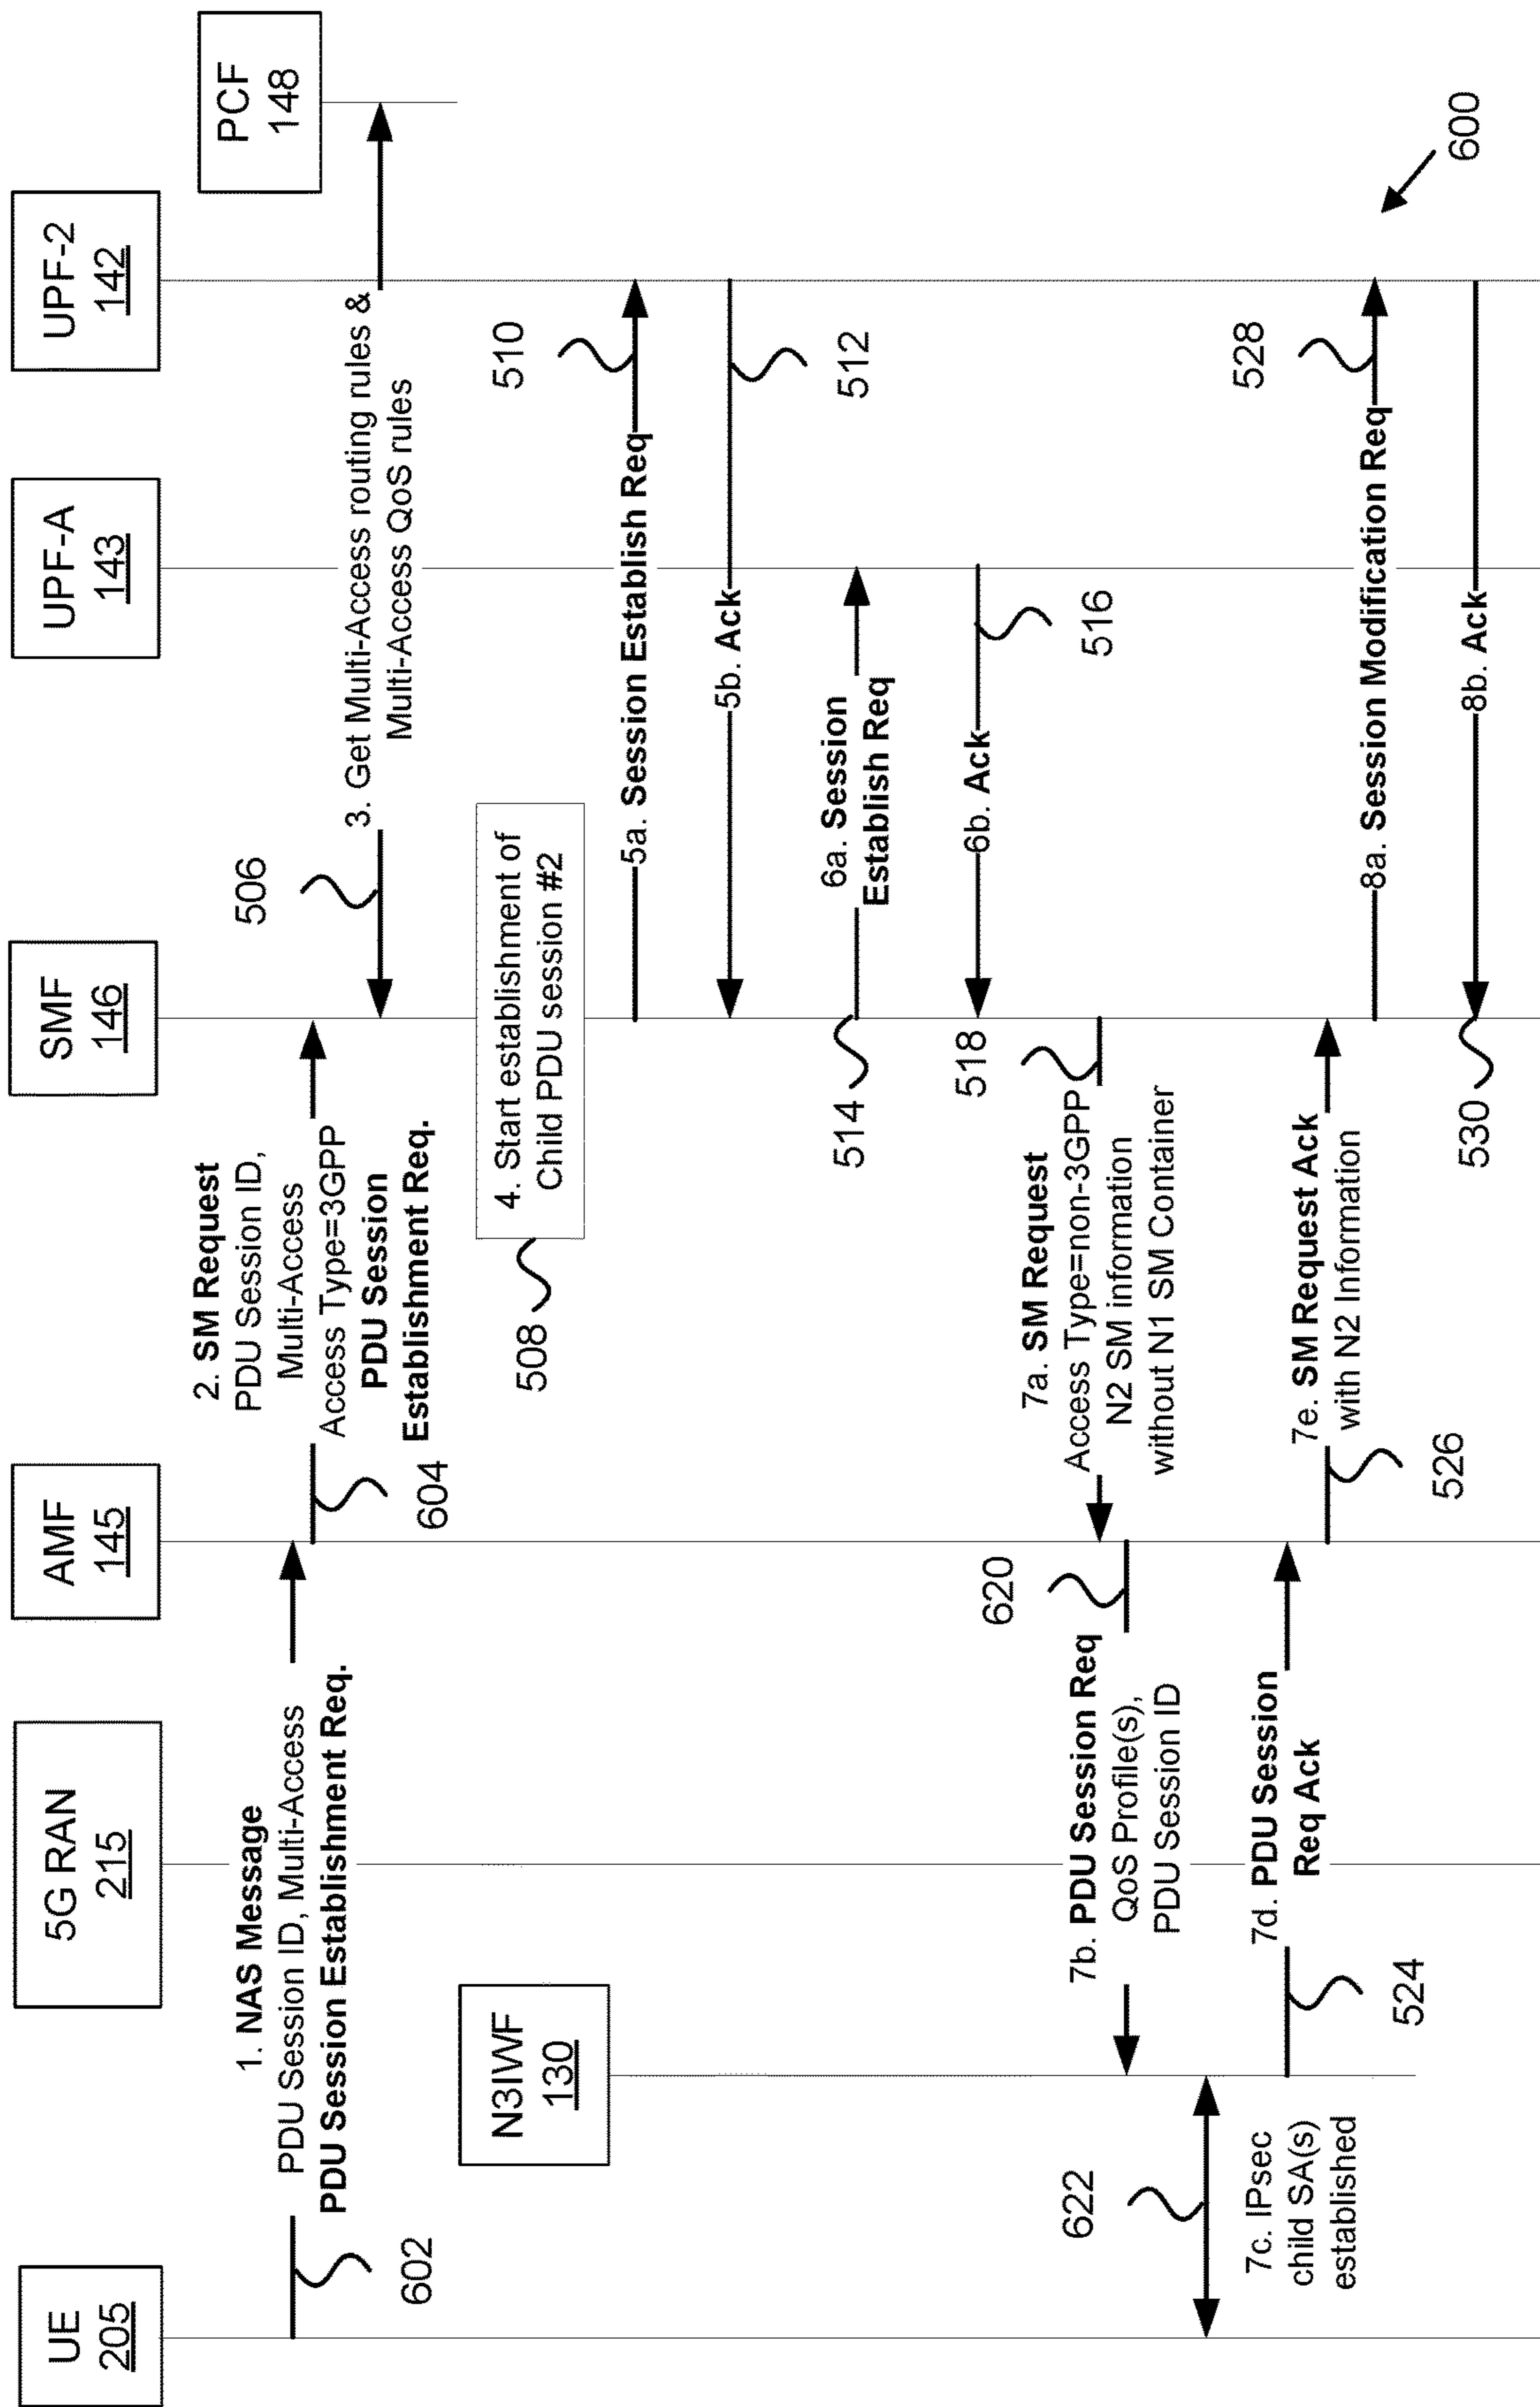 UE
205
5G RAN
215
AMF
145
SMF
146
UPF-A
143
UPF-2
142
PCF
148
N3IWF
130
1. NAS Message
PDU Session ID, Multi-Access
PDU Session Establishment Req.
602
2. SM Request
PDU Session ID,
Multi-Access
Access Type=3GPP
PDU Session
Establishment Req.
604
506
3. Get Multi-Access routing rules &
Multi-Access QoS rules
4. Start establishment of
Child PDU session #2
508
5a. Session Establish Req
510
5b. Ack
512
6a. Session
Establish Req
514
6b. Ack
516
518
7a. SM Request
Access Type=non-3GPP
N2 SM information
without N1 SM Container
620
7b. PDU Session Req
QoS Profile(s),
PDU Session ID
622
7c. IPsec
child SA(s)
established
7d. PDU Session
Req Ack
524
7e. SM Request Ack
with N2 Information
526
8a. Session Modification Req
528
8b. Ack
530
600